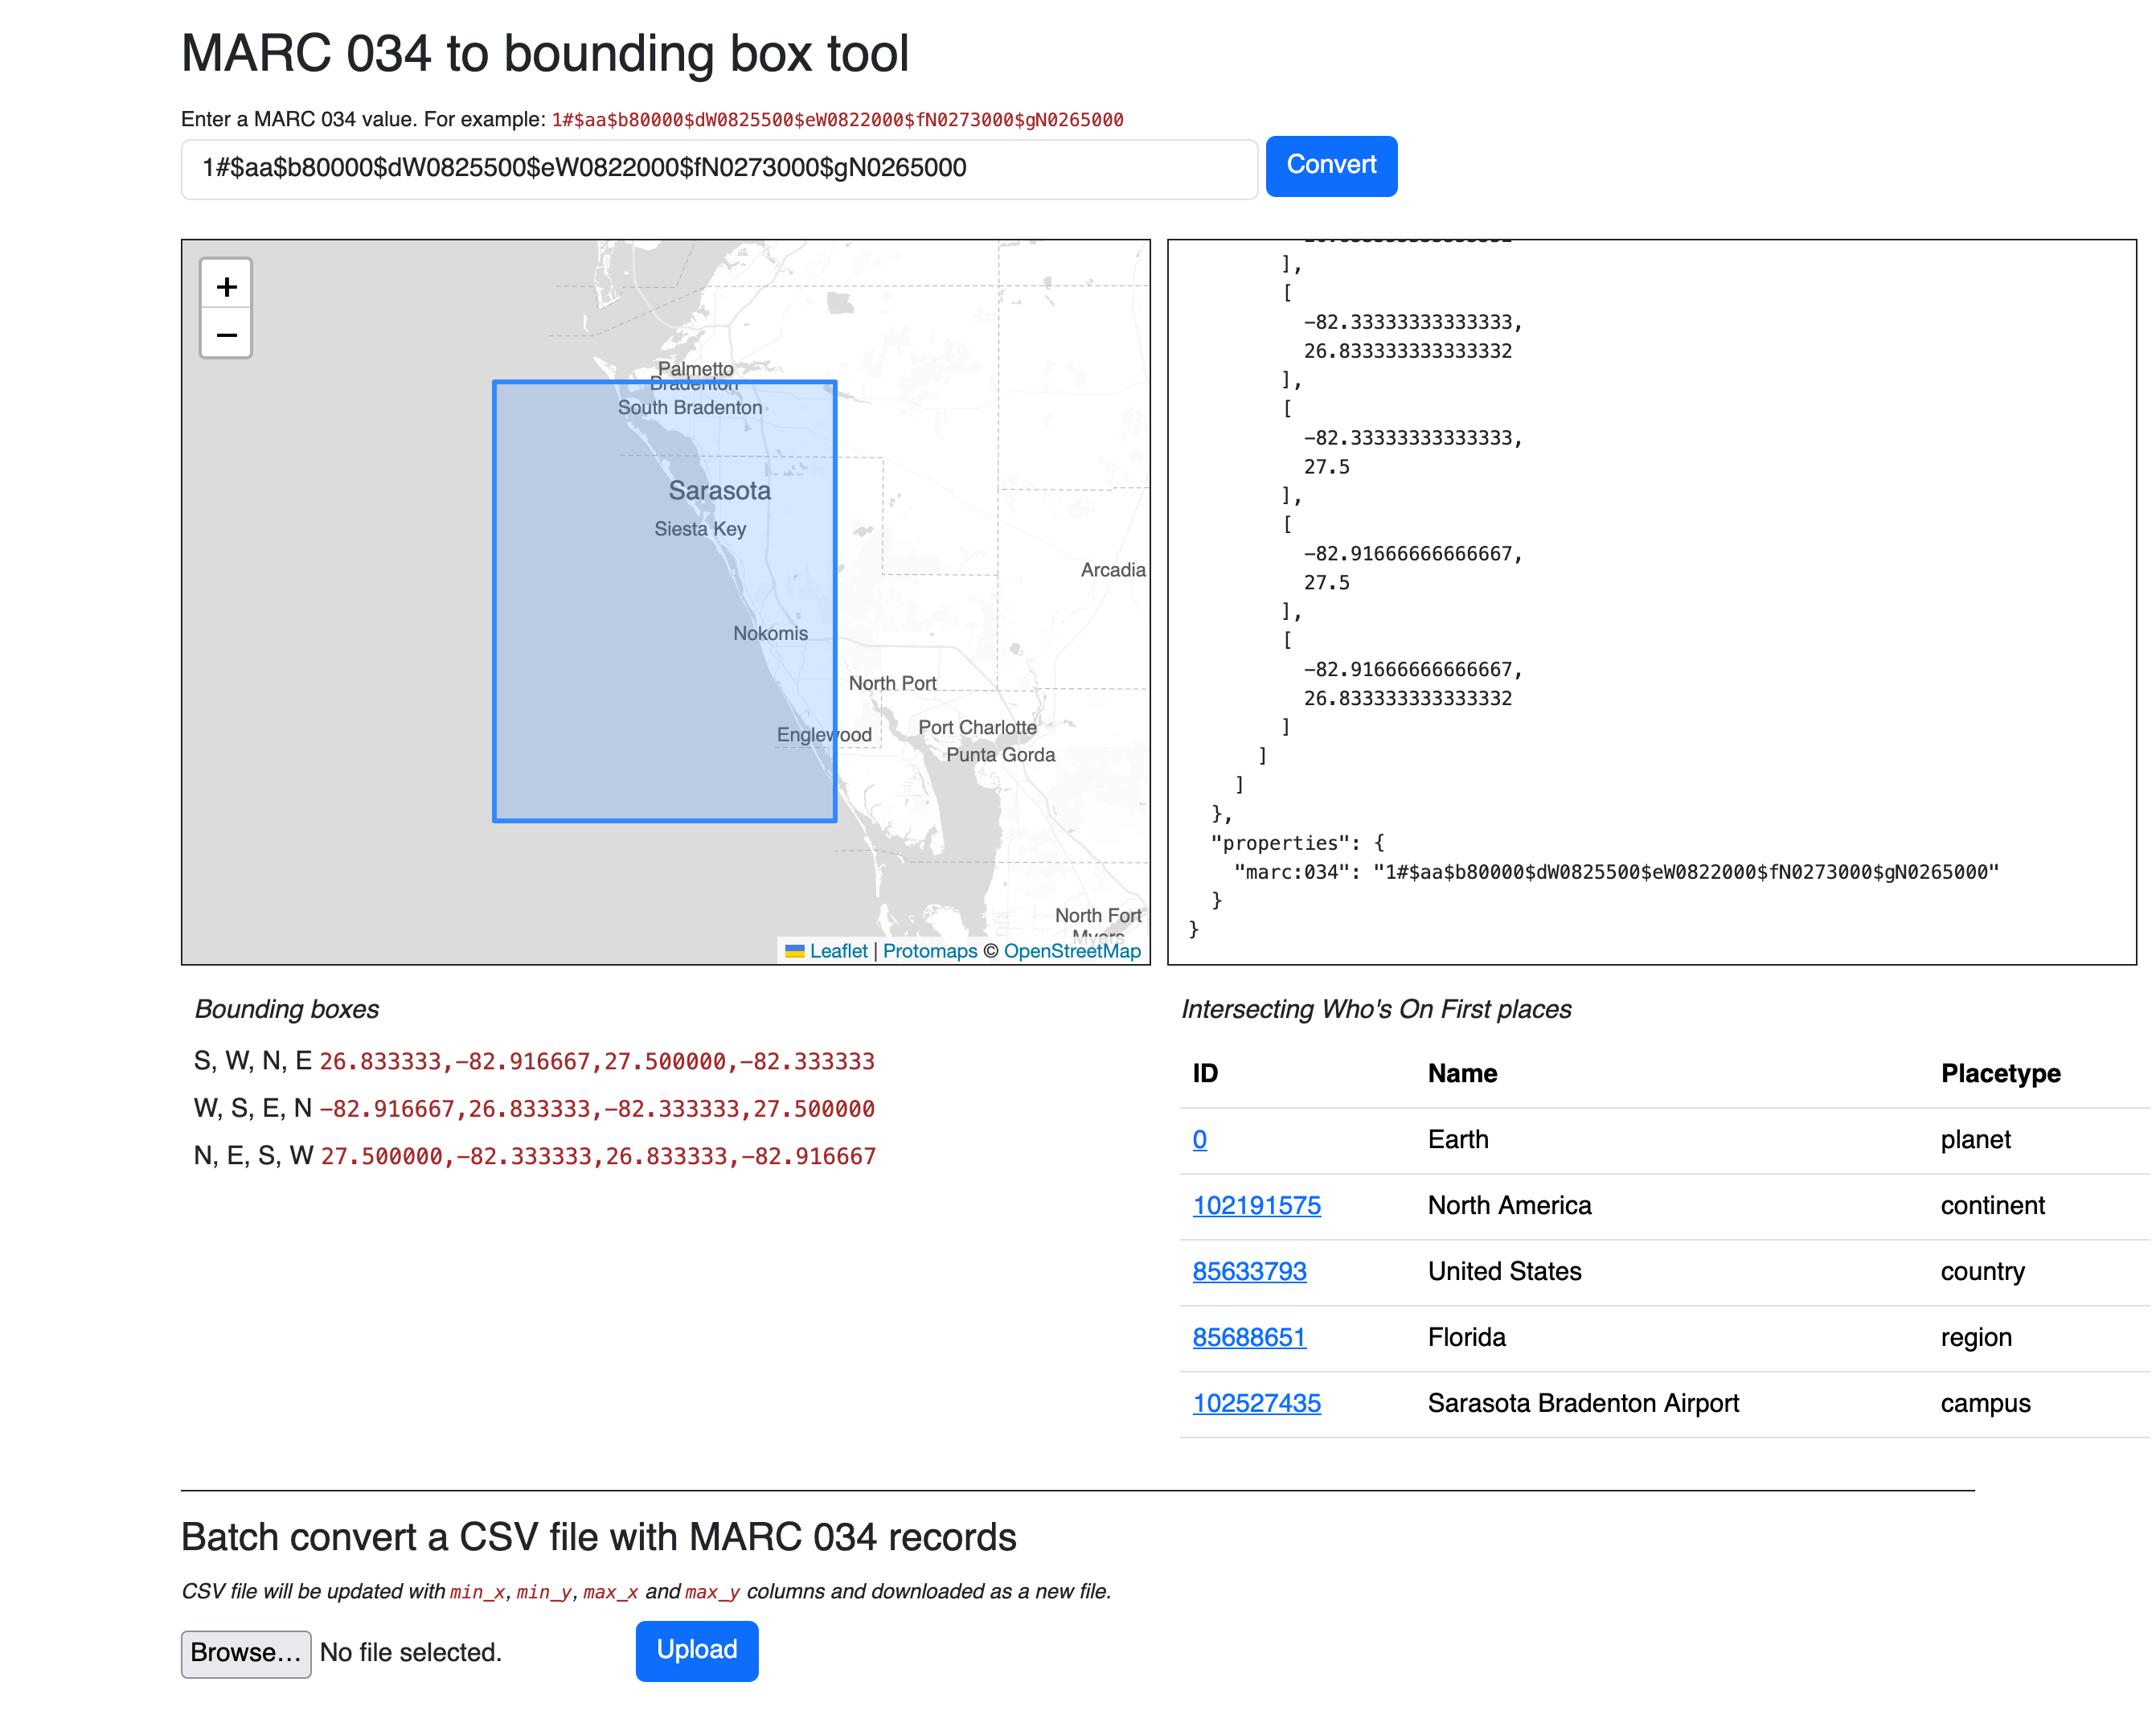 MARC 034 to bounding box tool
Enter a MARC 034 value. For example: 1#$aa$b80000$dW0825500$eW0822000$fN0273000$gN0265000
1#$aa$b80000$dW0825500$eW0822000$fN0273000$gN0265000
Convert
+
−
Palmetto
Bradenton
South Bradenton
Sarasota
Siesta Key
Arcadia
Nokomis
North Port
Port Charlotte
Englewood
Punta Gorda
North Fort
Myers
Leaflet | Protomaps © OpenStreetMap
],
[
-82.33333333333333,
26.833333333333332
],
[
-82.33333333333333,
27.5
],
[
-82.91666666666667,
27.5
],
[
-82.91666666666667,
26.833333333333332
]
]
]
},
"properties": {
"marc:034": "1#$aa$b80000$dW0825500$eW0822000$fN0273000$gN0265000"
}
}
Bounding boxes
S, W, N, E 26.833333,-82.916667,27.500000,-82.333333
W, S, E, N -82.916667,26.833333,-82.333333,27.500000
N, E, S, W 27.500000,-82.333333,26.833333,-82.916667
Intersecting Who's On First places
ID Name Placetype
0 Earth planet
102191575 North America continent
85633793 United States country
85688651 Florida region
102527435 Sarasota Bradenton Airport campus
Batch convert a CSV file with MARC 034 records
CSV file will be updated with min_x, min_y, max_x and max_y columns and downloaded as a new file.
Browse... No file selected.
Upload